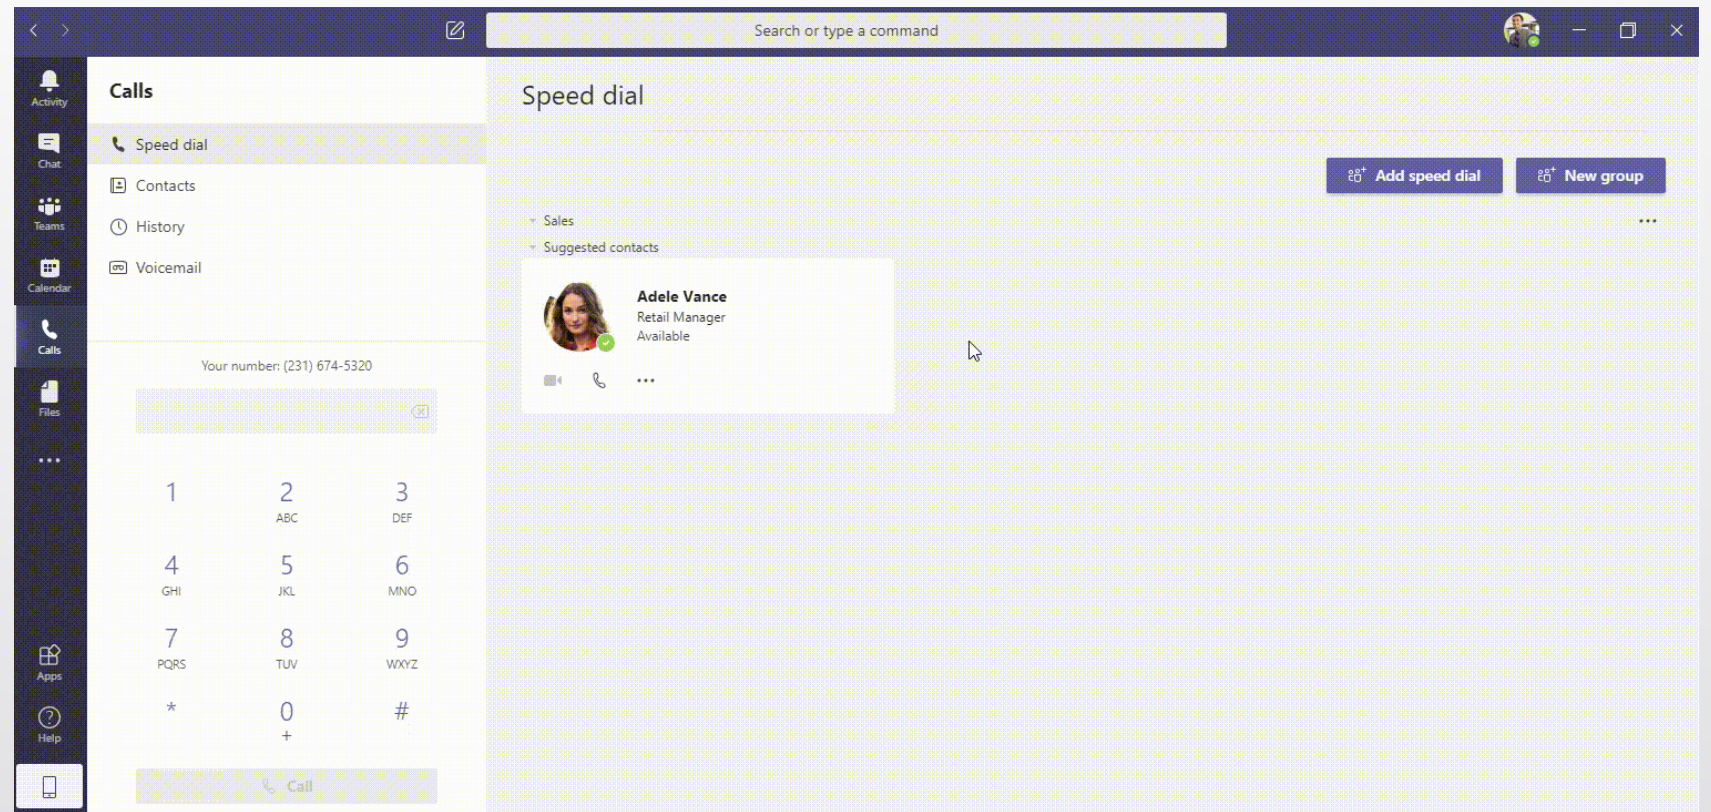 Search or type a command
Activity
Chat
Teams
Calendar
Calls
Files
Apps
Help
Calls
Speed dial
Contacts
History
Voicemail
Your number: (231) 674-5320
1
2
ABC
3
DEF
4
GHI
5
JKL
6
MNO
7
PQRS
8
TUV
9
WXYZ
*
0
+
#
Call
Speed dial
Add speed dial
New group
Sales
Suggested contacts
Adele Vance
Retail Manager
Available